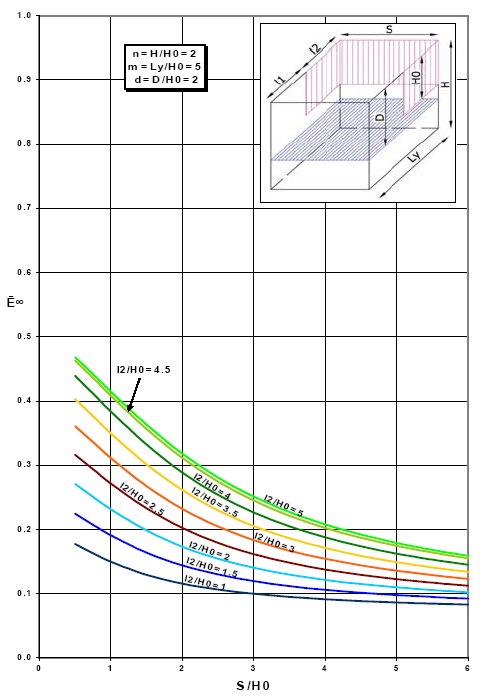 1.0
n = H/H0 = 2
m = Ly/H0 = 5
d = D/H0 = 2
S
l2
l1
H0
H
D
Ly
0.9
0.8
0.7
0.6
Ē∞
0.5
l2/H0 = 4.5
0.4
0.3
l2/H0 = 4
l2/H0 = 5
l2/H0 = 3.5
l2/H0 = 2.5
0.2
l2/H0 = 3
l2/H0 = 2
l2/H0 = 1.5
l2/H0 = 1
0.1
0.0
0 1 2 3 4 5 6
S/H0